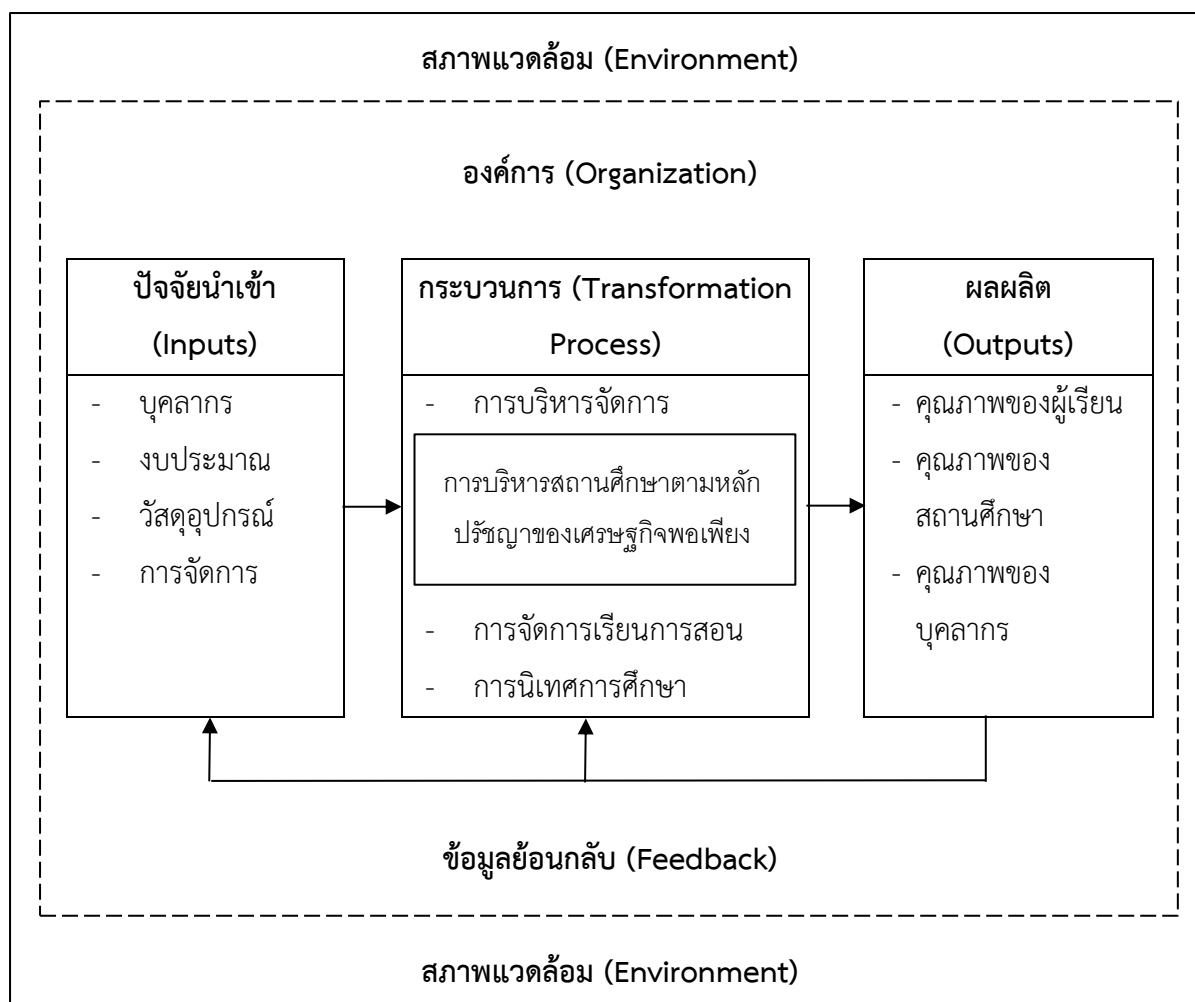 สภาพแวดล้อม (Environment)
องค์การ (Organization)
ปัจจัยนำเข้า
(Inputs)
- บุคลากร
- งบประมาณ
- วัสดุอุปกรณ์
- การจัดการ
กระบวนการ (Transformation
Process)
- การบริหารจัดการ
การบริหารสถานศึกษาตามหลัก
ปรัชญาของเศรษฐกิจพอเพียง
- การจัดการเรียนการสอน
- การนิเทศการศึกษา
ผลผลิต
(Outputs)
- คุณภาพของผู้เรียน
- คุณภาพของ
สถานศึกษา
- คุณภาพของ
บุคลากร
ข้อมูลย้อนกลับ (Feedback)
สภาพแวดล้อม (Environment)